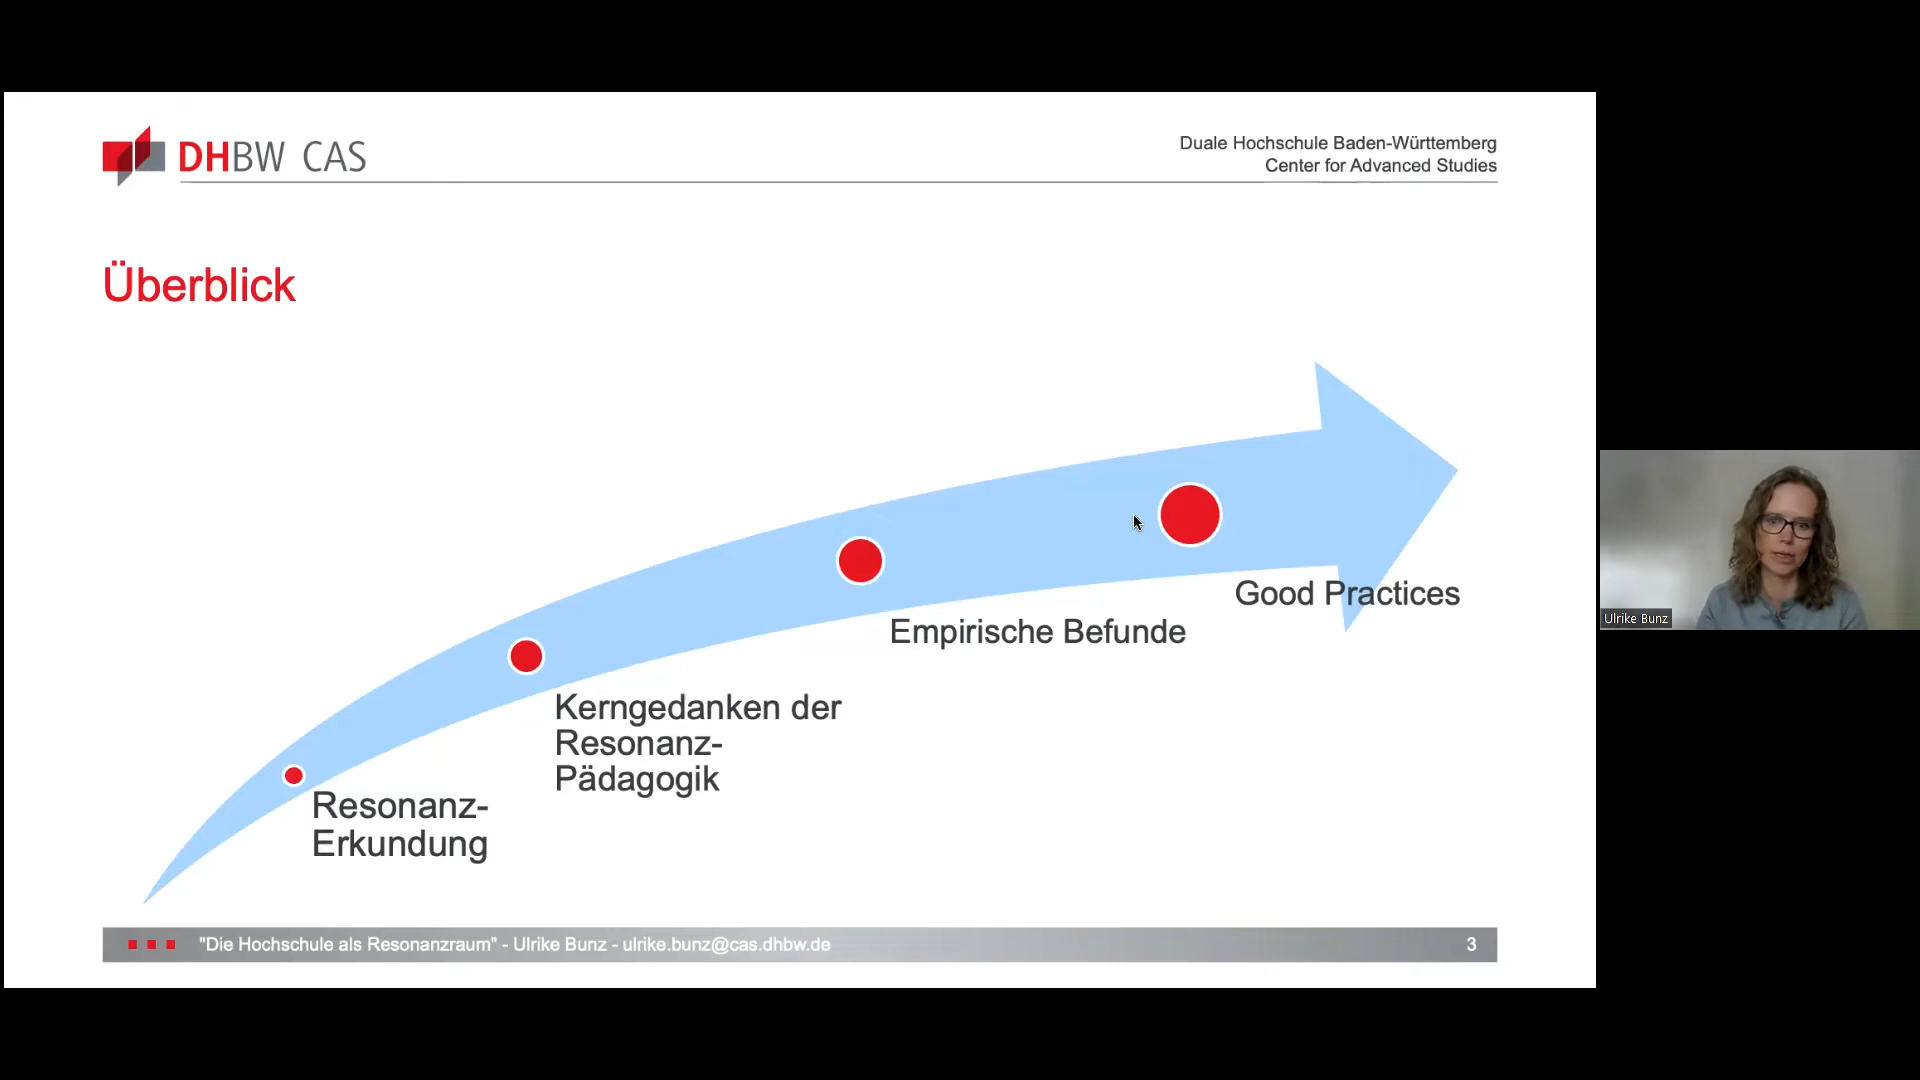 DHBW CAS
Duale Hochschule Baden-Württemberg
Center for Advanced Studies
Überblick
Resonanz-
Erkundung
Kerngedanken der
Resonanz-
Pädagogik
Empirische Befunde
Good Practices
"Die Hochschule als Resonanzraum" - Ulrike Bunz - ulrike.bunz@cas.dhbw.de
3
Ulrike Bunz